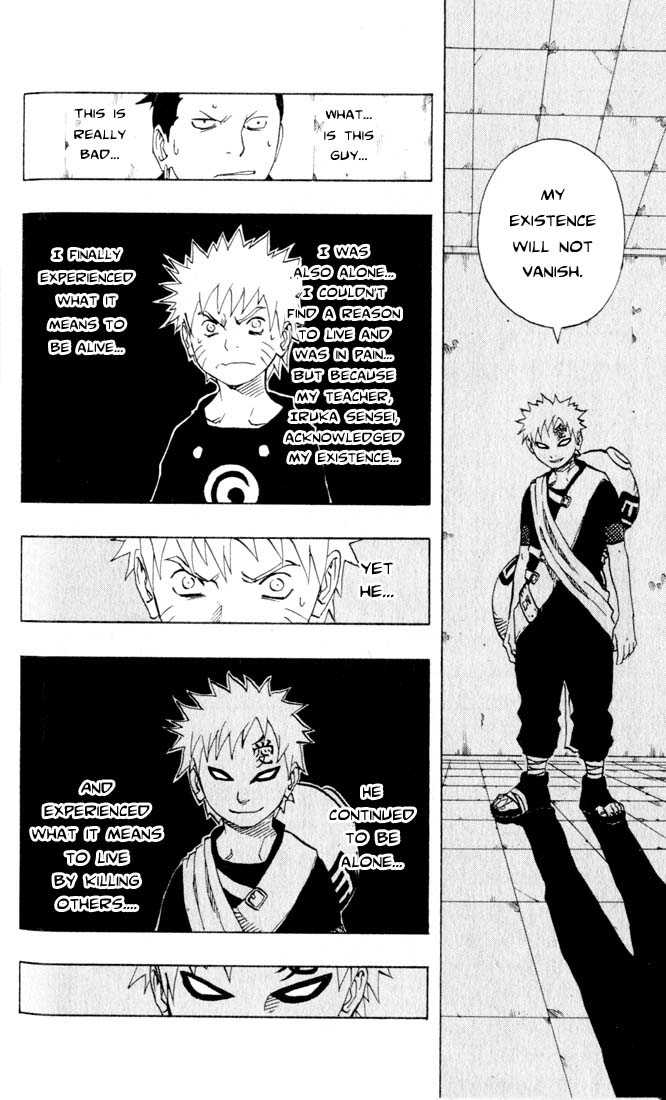 MY
EXISTENCE
WILL NOT
VANISH.
WHAT...
IS THIS
GUY...
THIS IS
REALLY
BAD...
I WAS
ALSO ALONE...
I COULDN'T
FIND A REASON
TO LIVE AND
WAS IN PAIN...
BUT BECAUSE
MY TEACHER,
IRUKA SENSEI,
ACKNOWLEDGED
MY EXISTENCE...
I FINALLY
EXPERIENCED
WHAT IT
MEANS TO
BE ALIVE...
YET
HE...
愛
HE
CONTINUED
TO BE
ALONE...
愛
AND
EXPERIENCED
WHAT IT MEANS
TO LIVE
BY KILLING
OTHERS....